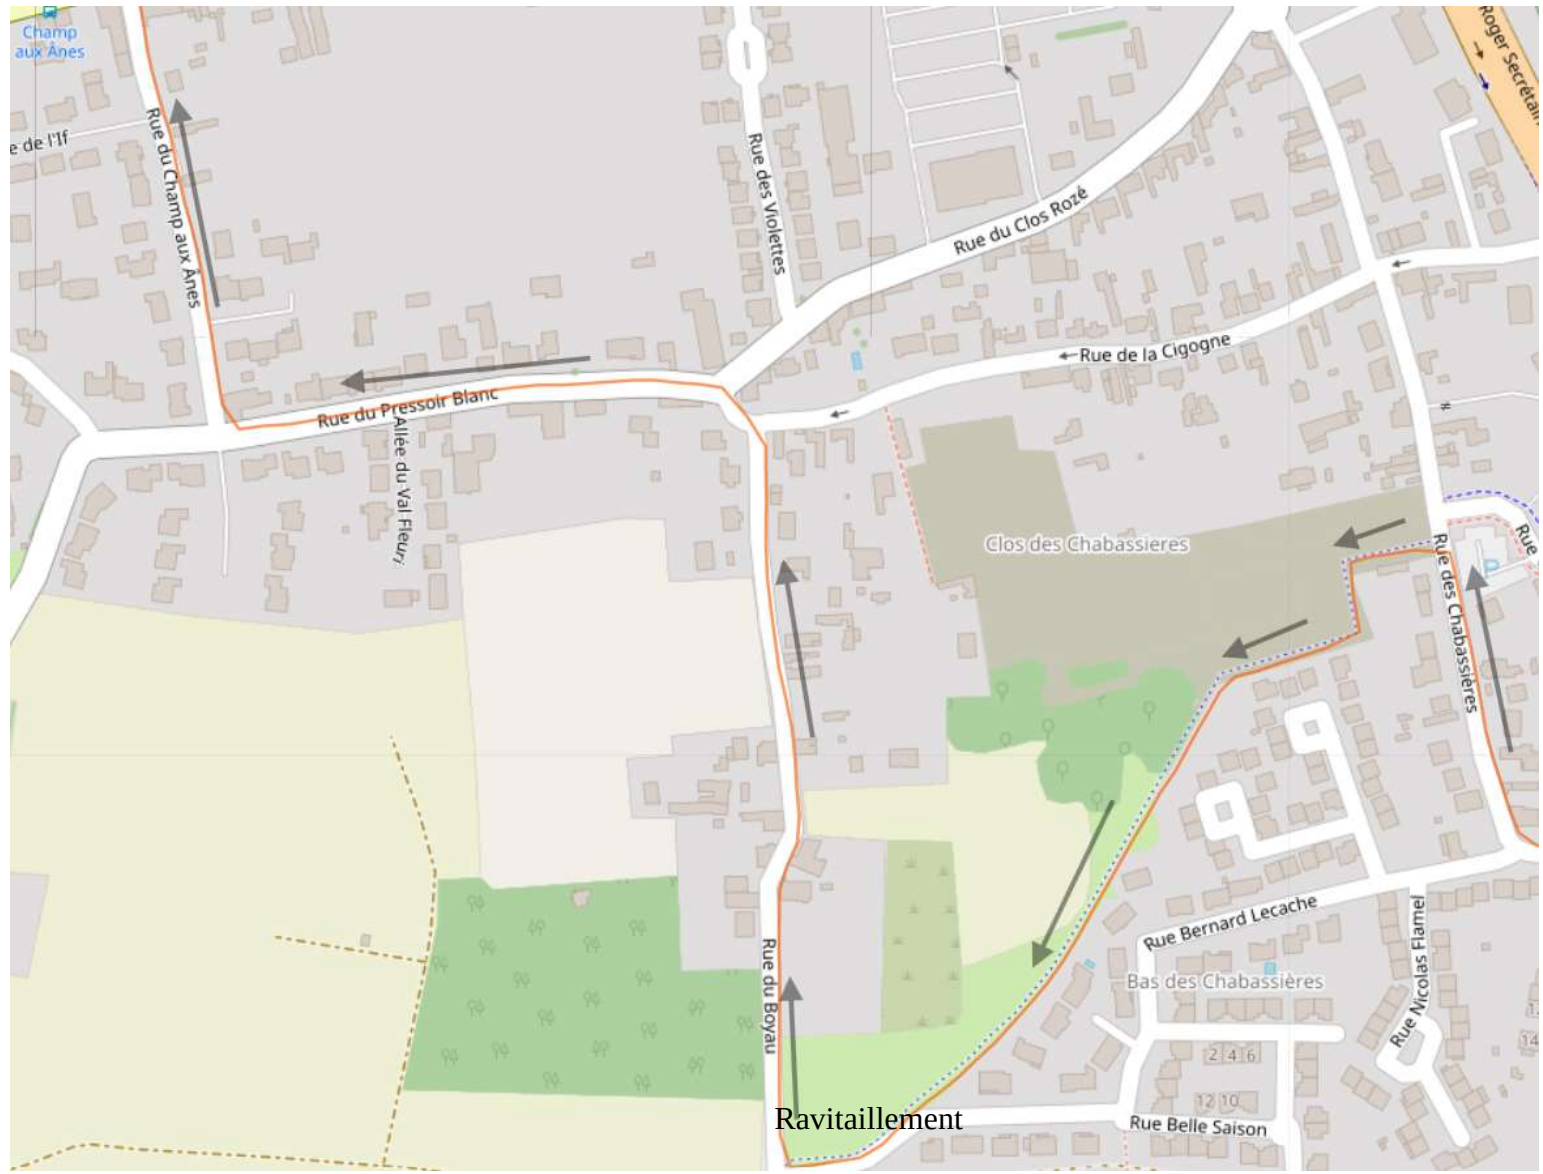 Champ
aux Ânes
Roger Secrétain
e de l'If
Rue du Champ aux Ânes
Rue des Violettes
Rue du Clos Rozé
Rue de la Cigogne
Rue du Pressoir Blanc
Allée du Val Fleury
Clos des Chabassieres
Rue
Rue des Chabassières
P
Rue Bernard Lecache
Rue Nicolas Flamel
Rue du Boyau
Bas des Chabassières
2 4 6
12 10
14
Ravitaillement
Rue Belle Saison